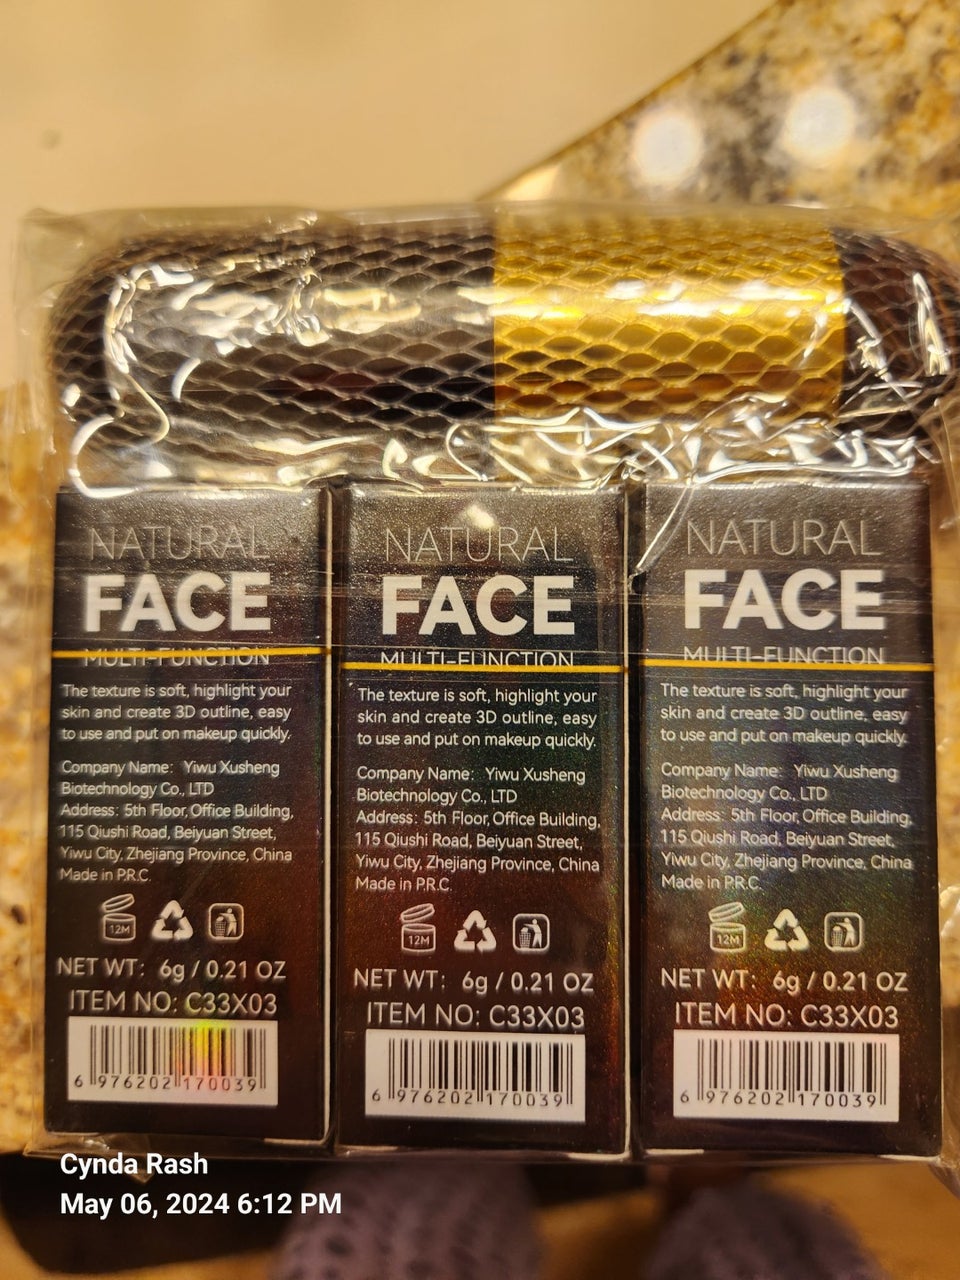 NATURAL
FACE
MULTI-FUNCTION
The texture is soft, highlight your
skin and create 3D outline, easy
to use and put on makeup quickly.
Company Name: Yiwu Xusheng
Biotechnology Co., LTD
Address: 5th Floor, Office Building,
115 Qiushi Road, Beiyuan Street,
Yiwu City, Zhejiang Province, China
Made in P.R.C.
12M
NET WT: 6g / 0.21 OZ
ITEM NO: C33X03
6 976202 170039
NATURAL
FACE
MULTI-FUNCTION
The texture is soft, highlight your
skin and create 3D outline, easy
to use and put on makeup quickly.
Company Name: Yiwu Xusheng
Biotechnology Co., LTD
Address: 5th Floor, Office Building,
115 Qiushi Road, Beiyuan Street,
Yiwu City, Zhejiang Province, China
Made in P.R.C.
12M
NET WT: 6g / 0.21 OZ
ITEM NO: C33X03
6 976202 170039
NATURAL
FACE
MULTI-FUNCTION
The texture is soft, highlight your
skin and create 3D outline, easy
to use and put on makeup quickly.
Company Name: Yiwu Xusheng
Biotechnology Co., LTD
Address: 5th Floor, Office Building,
115 Qiushi Road, Beiyuan Street,
Yiwu City, Zhejiang Province, China
Made in P.R.C.
12M
NET WT: 6g / 0.21 OZ
ITEM NO: C33X03
6 976202 170039
Cynda Rash
May 06, 2024 6:12 PM